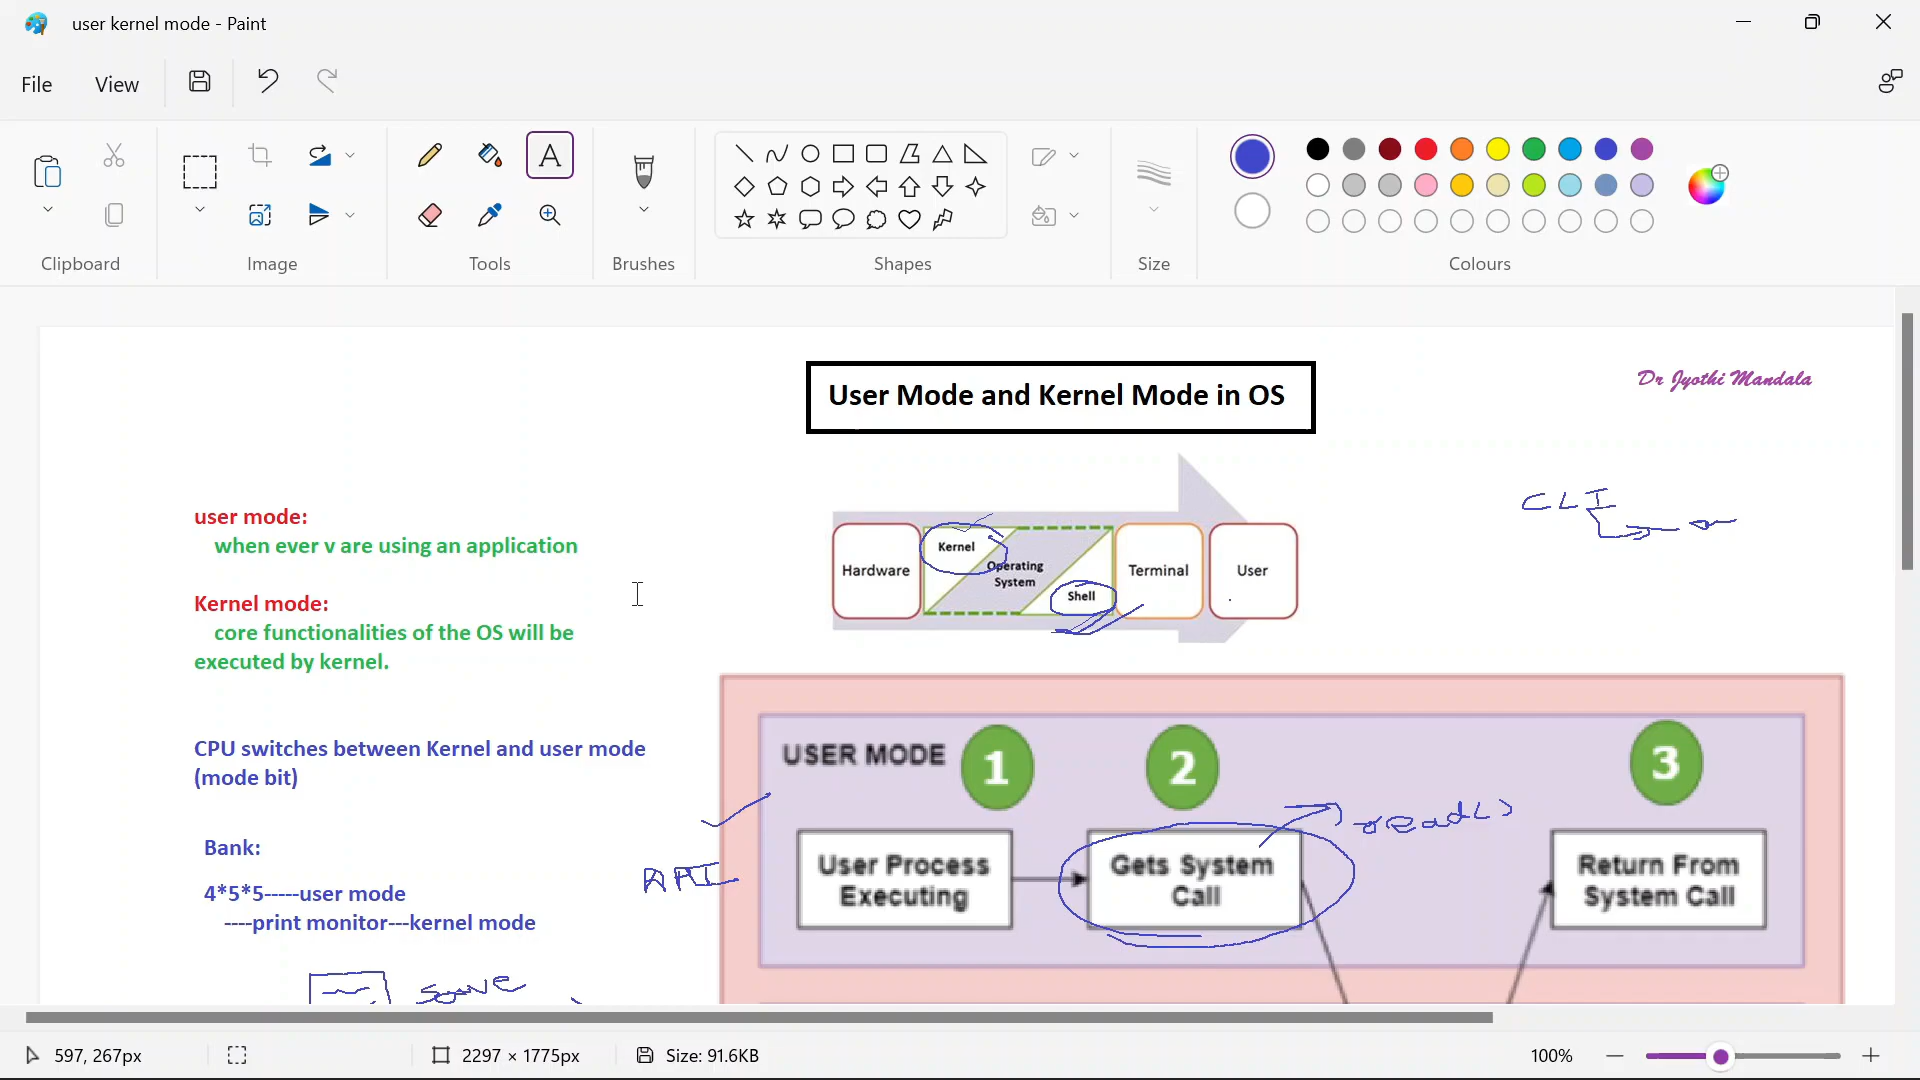 user kernel mode - Paint
File
View
Clipboard
Image
Tools
Brushes
Shapes
Size
Colours
User Mode and Kernel Mode in OS
Dr Jyothi Mandala
user mode:
when ever v are using an application
Kernel mode:
core functionalities of the OS will be
executed by kernel.
CPU switches between Kernel and user mode
(mode bit)
Bank:
4*5*5-----user mode
----print monitor---kernel mode
save
Hardware
Kernel
Operating
System
Shell
Terminal
User
CLI
USER MODE
1
2
3
User Process
Executing
Gets System
Call
read()
Return From
System Call
API
597, 267px
2297 × 1775px
Size: 91.6KB
100%